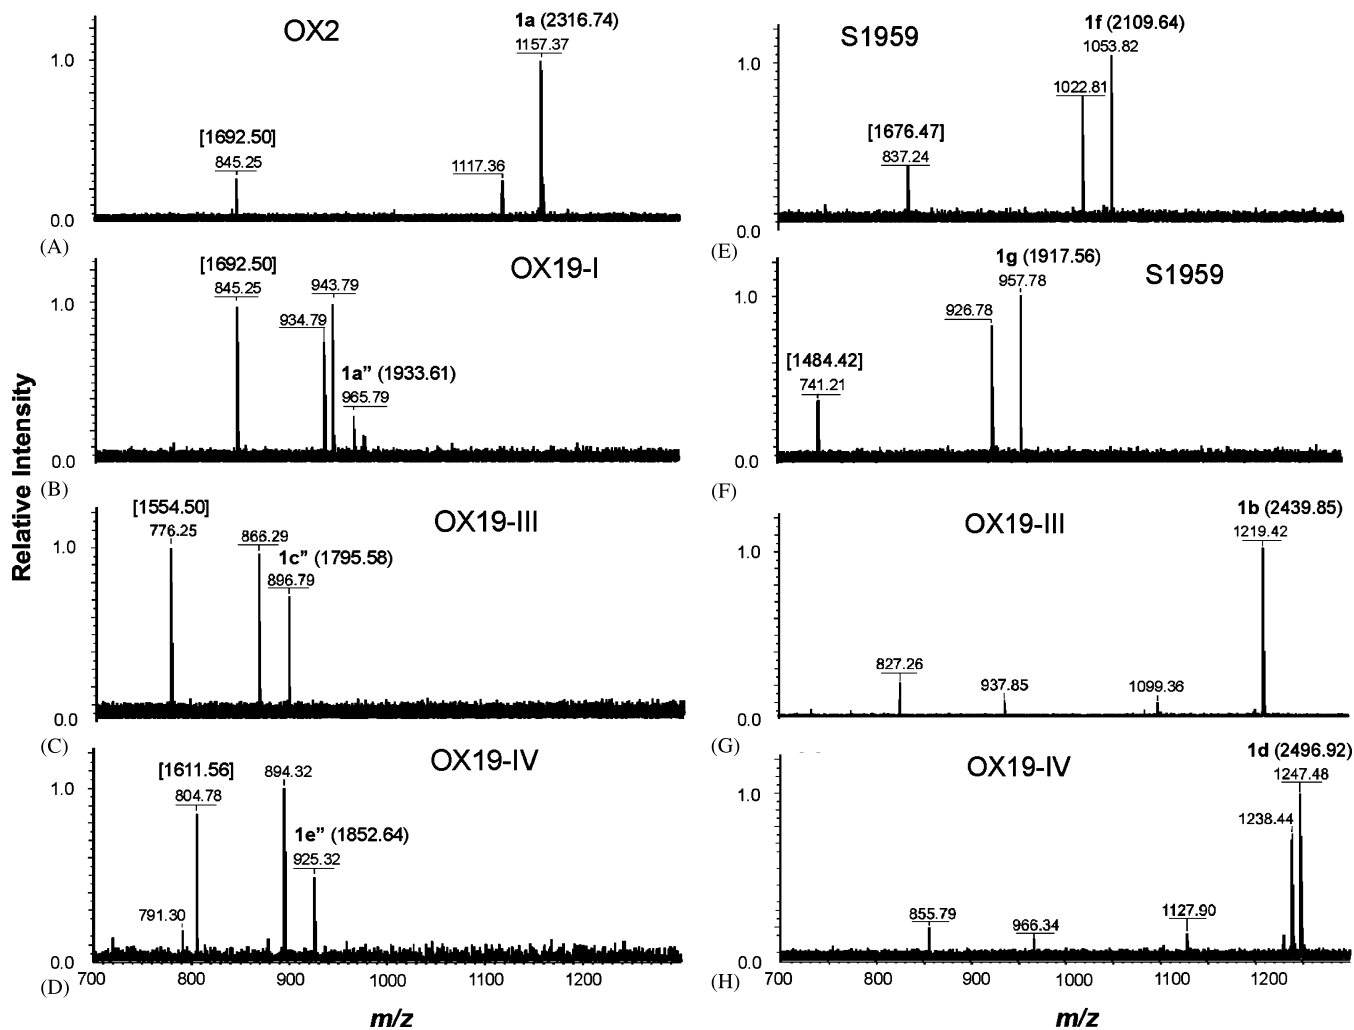 OX2
1a (2316.74)
1157.37
1.0
[1692.50]
845.25
1117.36
0.0
(A)
[1692.50]
845.25
OX19-I
943.79
1.0
934.79
1a” (1933.61)
965.79
0.0
(B)
[1554.50]
776.25
OX19-III
866.29
1.0
1c” (1795.58)
896.79
0.0
(C)
[1611.56]
804.78
OX19-IV
894.32
1.0
1e” (1852.64)
925.32
791.30
0.0
700 800 900 1000 1100 1200
(D)
m/z
Relative Intensity
S1959
1f (2109.64)
1053.82
1.0
1022.81
[1676.47]
837.24
0.0
(E)
1g (1917.56)
957.78
S1959
1.0
926.78
[1484.42]
741.21
0.0
(F)
OX19-III
1b (2439.85)
1219.42
1.0
827.26
937.85
1099.36
0.0
(G)
OX19-IV
1d (2496.92)
1247.48
1.0
1238.44
855.79
966.34
1127.90
0.0
700 800 900 1000 1100 1200
(H)
m/z